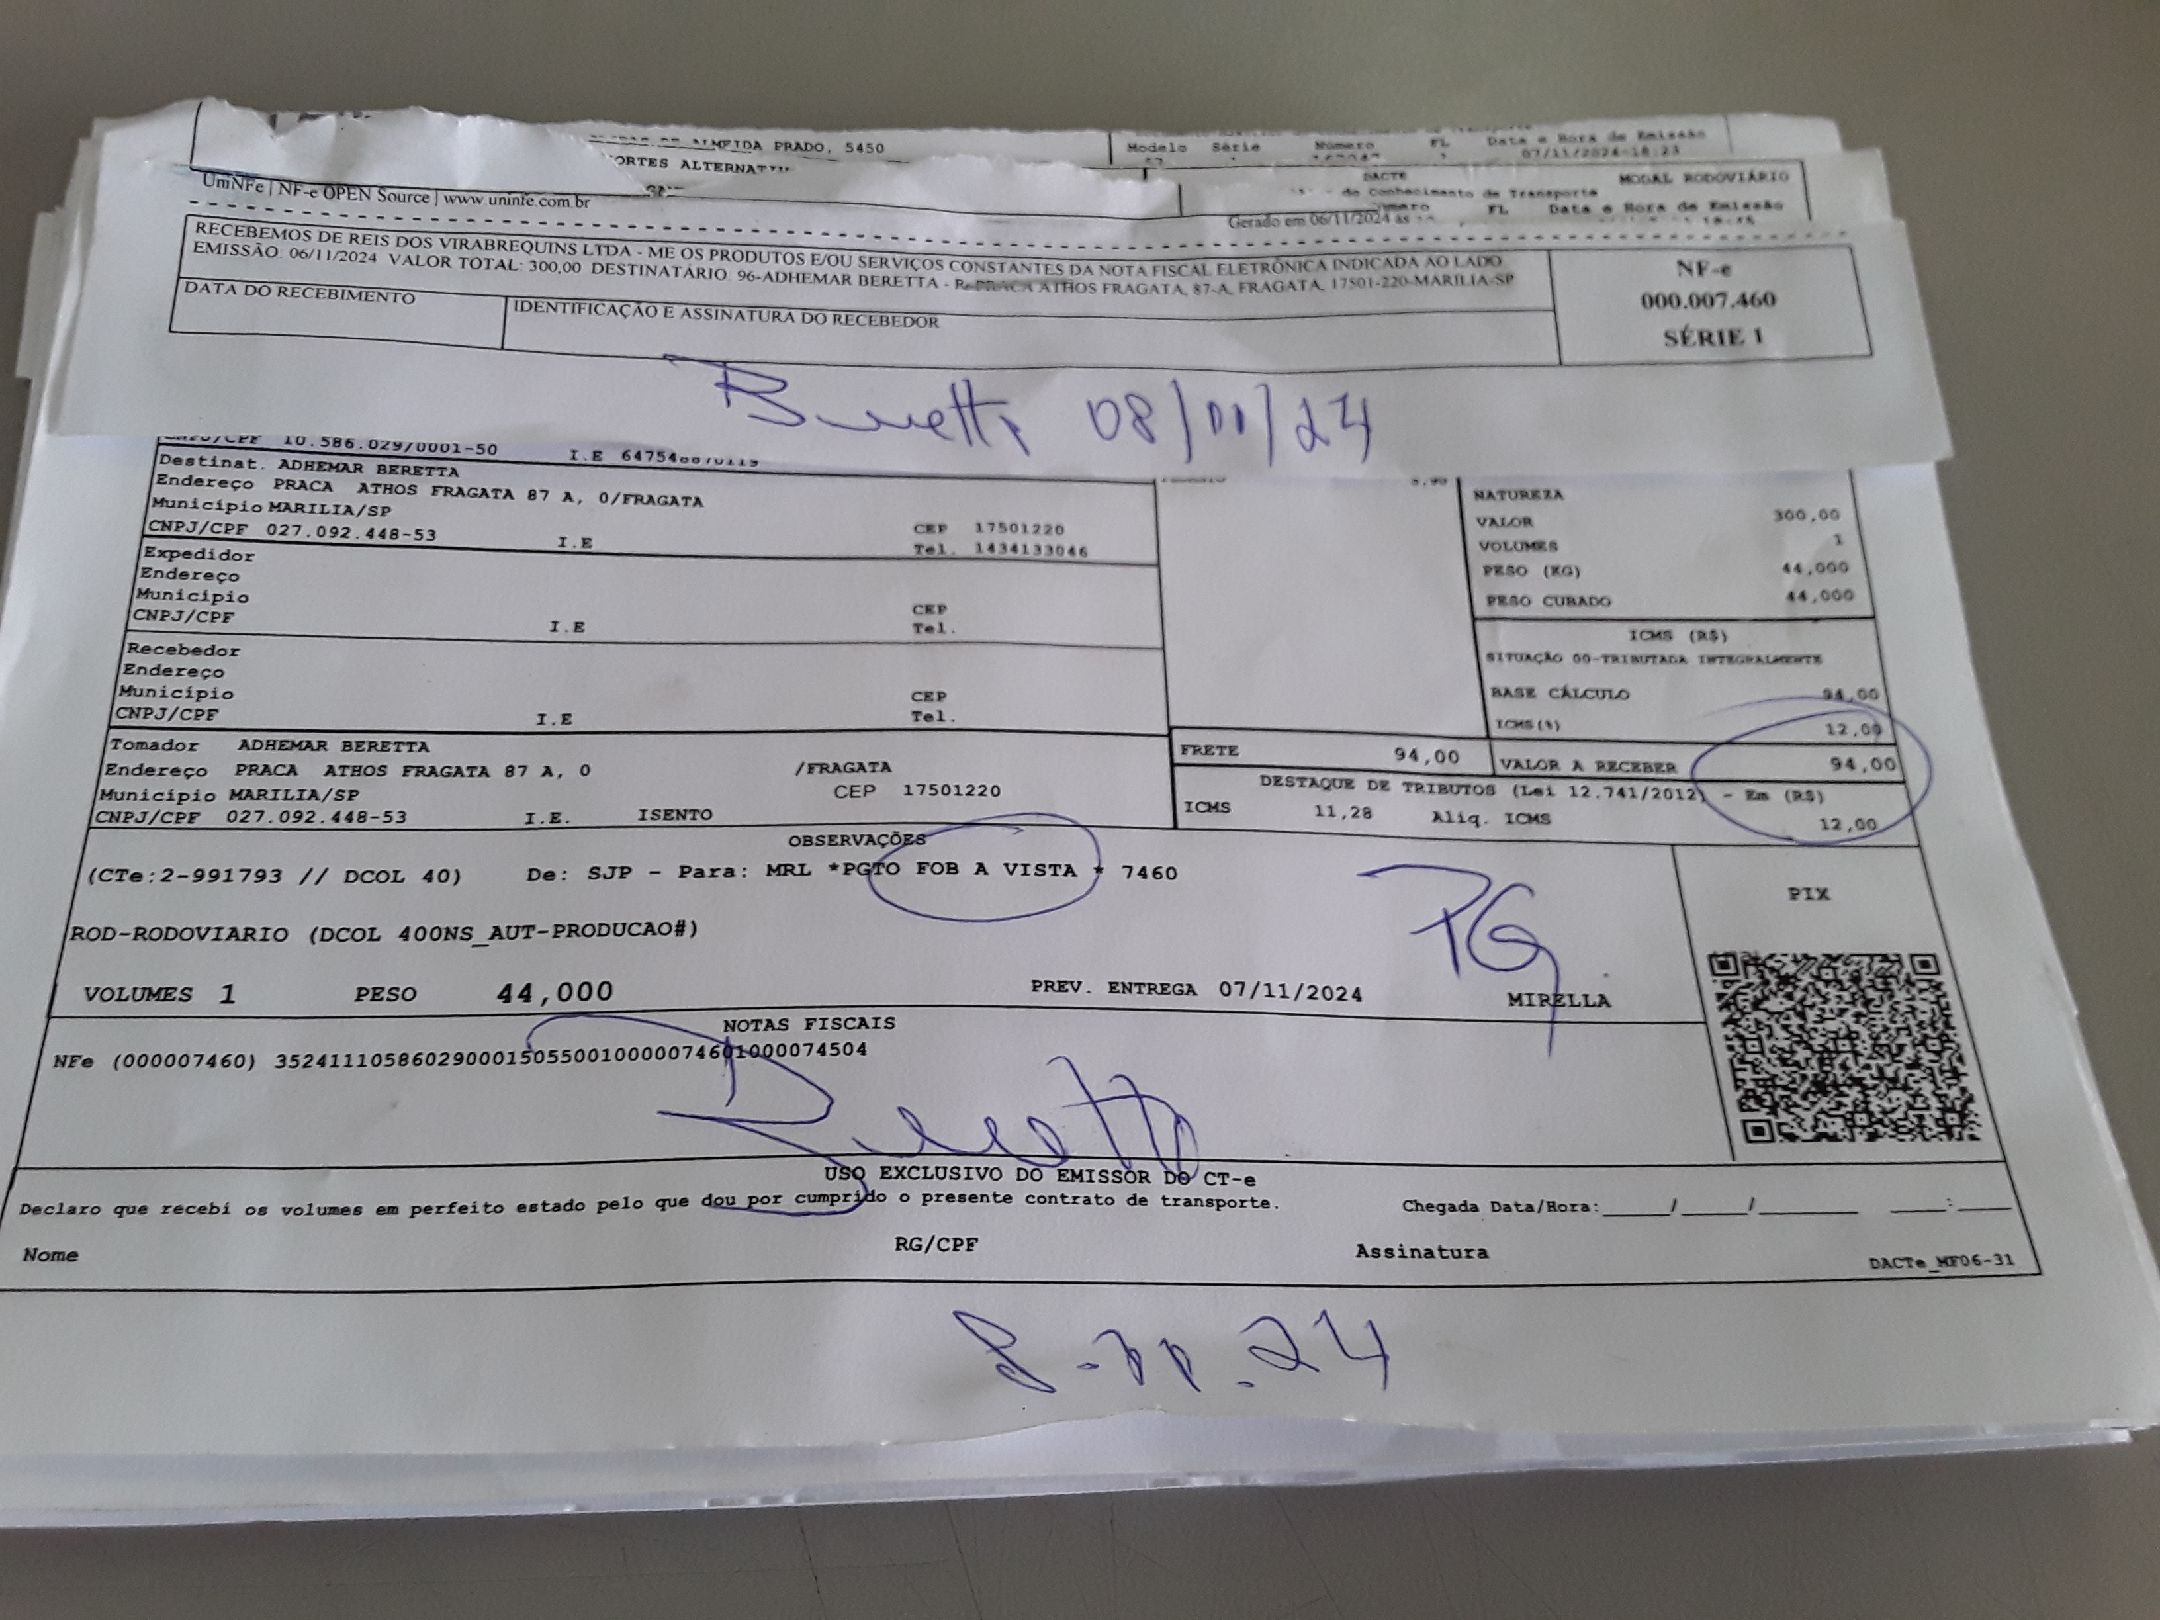 ALMEIDA PRADO, 5450
Modelo Série Número FL Data e Hora de Emissão
07/11/2024-18:23
ORTES
DACTE MODAL RODOVIÁRIO
do Conhecimento de Transporte
FL Data e Hora de Emissão
UniNFe | NF-e OPEN Source | www.uninfe.com.br
Gerado em 06/11/2024 às
RECEBEMOS DE REIS DOS VIRABREQUINS LTDA - ME OS PRODUTOS E/OU SERVIÇOS CONSTANTES DA NOTA FISCAL ELETRÔNICA INDICADA AO LADO
EMISSÃO: 06/11/2024 VALOR TOTAL: 300,00 DESTINATÁRIO: 96-ADHEMAR BERETTA - PRACA ATHOS FRAGATA, 87-A, FRAGATA, 17501-220-MARILIA-SP
NF-e
000.007.460
SÉRIE 1
DATA DO RECEBIMENTO
IDENTIFICAÇÃO E ASSINATURA DO RECEBEDOR
Beretta 08/11/24
CNPJ/CPF 10.586.029/0001-50 I.E
Destinat. ADHEMAR BERETTA
Endereço PRACA ATHOS FRAGATA 87 A, 0/FRAGATA
Município MARILIA/SP CEP 17501220
CNPJ/CPF 027.092.448-53 I.E Tel. 1434133046
Expedidor
Endereço
Município CEP
CNPJ/CPF I.E Tel.
Recebedor
Endereço
Município CEP
CNPJ/CPF I.E Tel.
NATUREZA
VALOR 300,00
VOLUMES 1
PESO (KG) 44,000
PESO CUBADO 44,000
ICMS (R$)
SITUAÇÃO 00-TRIBUTADA INTEGRALMENTE
BASE CÁLCULO 94,00
ICMS(%) 12,00
Tomador ADHEMAR BERETTA
Endereço PRACA ATHOS FRAGATA 87 A, 0 /FRAGATA
Município MARILIA/SP CEP 17501220
CNPJ/CPF 027.092.448-53 I.E. ISENTO
FRETE 94,00 VALOR A RECEBER 94,00
DESTAQUE DE TRIBUTOS (Lei 12.741/2012) - Em (R$)
ICMS 11,28 Aliq. ICMS 12,00
OBSERVAÇÕES
(CTe:2-991793 // DCOL 40) De: SJP - Para: MRL *PGTO FOB A VISTA * 7460
PG
ROD-RODOVIARIO (DCOL 400NS_AUT-PRODUCAO#)
VOLUMES 1 PESO 44,000 PREV. ENTREGA 07/11/2024 MIRELLA
PIX
NOTAS FISCAIS
NFe (000007460) 35241110586029000150550010000074601000074504
Beretta
USO EXCLUSIVO DO EMISSOR DO CT-e
Declaro que recebi os volumes em perfeito estado pelo que dou por cumprido o presente contrato de transporte. Chegada Data/Hora:_____/_____/________ ____:____
Nome RG/CPF Assinatura
DACTe_MF06-31
8-11.24